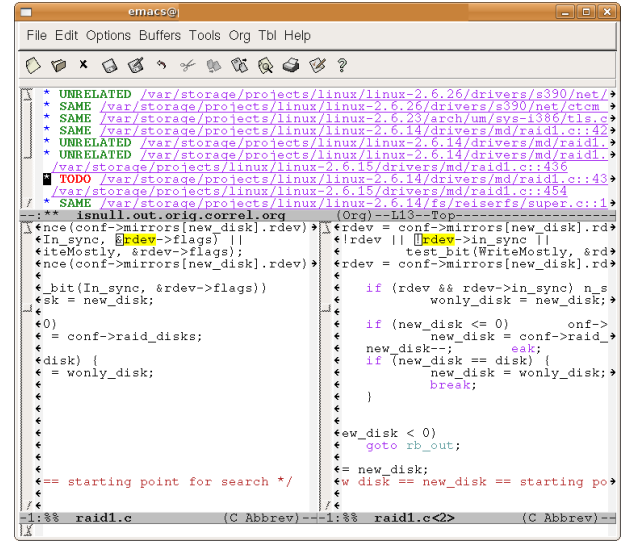 emacs@
File Edit Options Buffers Tools Org Tbl Help
* UNRELATED /var/storage/projects/linux/linux-2.6.26/drivers/s390/net/
* SAME /var/storage/projects/linux/linux-2.6.26/drivers/s390/net/ctcm_
* SAME /var/storage/projects/linux/linux-2.6.23/arch/um/sys-i386/tls.c
* SAME /var/storage/projects/linux/linux-2.6.14/drivers/md/raid1.c::42
* UNRELATED /var/storage/projects/linux/linux-2.6.14/drivers/md/raid1.
* UNRELATED /var/storage/projects/linux/linux-2.6.14/drivers/md/raid1.
/var/storage/projects/linux/linux-2.6.15/drivers/md/raid1.c::436
* TODO /var/storage/projects/linux/linux-2.6.14/drivers/md/raid1.c::43
/var/storage/projects/linux/linux-2.6.15/drivers/md/raid1.c::454
* SAME /var/storage/projects/linux/linux-2.6.14/fs/reiserfs/super.c::1
--:** isnull.out.orig.correl.org (Org)--L13--Top--------------------
nce(conf->mirrors[new_disk].rdev)
In_sync, &rdev->flags) ||
iteMostly, &rdev->flags);
nce(conf->mirrors[new_disk].rdev)
_bit(In_sync, &rdev->flags))
sk = new_disk;
0)
= conf->raid_disks;
disk) {
= wonly_disk;
== starting point for search */
-1:%% raid1.c (C Abbrev)--
rdev = conf->mirrors[new_disk].rd
!rdev || !rdev->in_sync ||
test_bit(WriteMostly, &rd
rdev = conf->mirrors[new_disk].rd
if (rdev && rdev->in_sync) n_s
wonly_disk = new_disk;
if (new_disk <= 0) onf->
new_disk = conf->raid_
new_disk--; eak;
if (new_disk == disk) {
new_disk = wonly_disk;
break;
}
ew_disk < 0)
goto rb_out;
= new_disk;
w disk == new_disk == starting po
-1:%% raid1.c<2> (C Abbrev)--